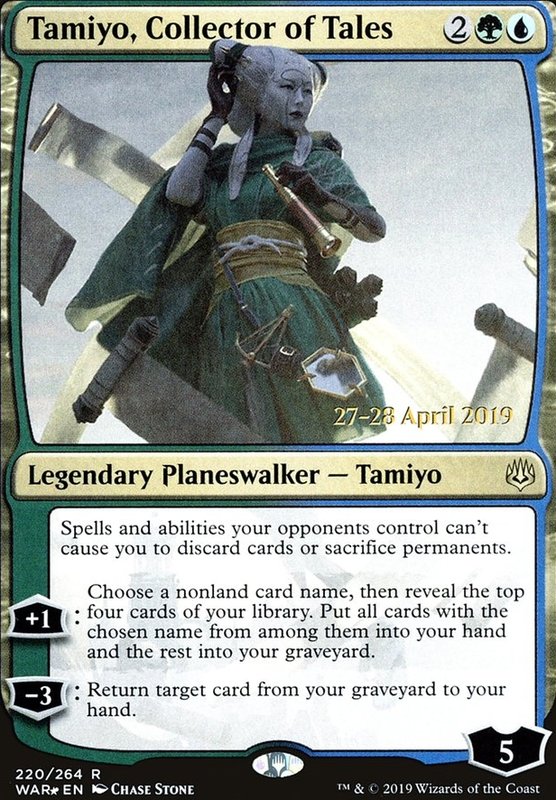 Tamiyo, Collector of Tales 2
27-28 April 2019
Legendary Planeswalker — Tamiyo
Spells and abilities your opponents control can't
cause you to discard cards or sacrifice permanents.
Choose a nonland card name, then reveal the top
four cards of your library. Put all cards with the
+1 : chosen name from among them into your hand
and the rest into your graveyard.
−3 : Return target card from your graveyard to your
hand.
5
220/264 R
WAR★EN Chase Stone
™ & © 2019 Wizards of the Coast